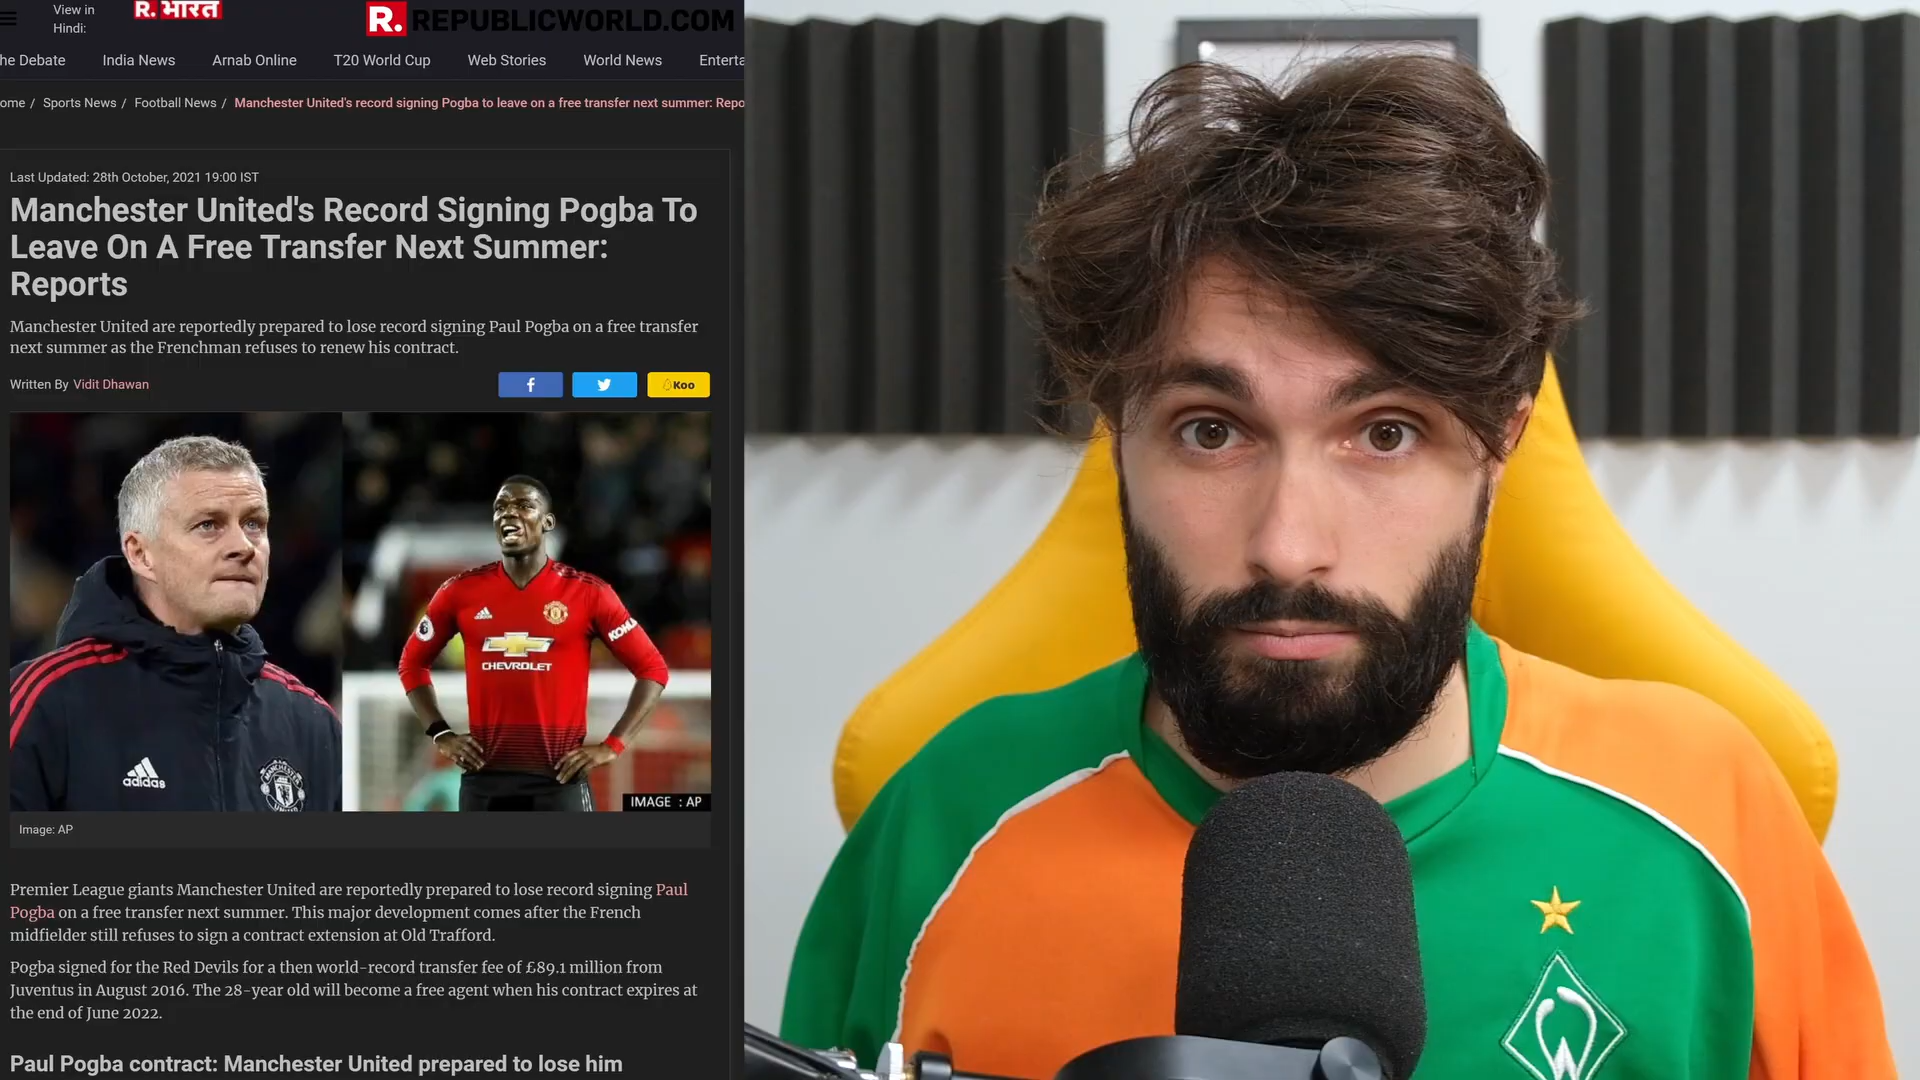 View in
Hindi:
R. भारत
R. REPUBLICWORLD.COM
he Debate India News Arnab Online T20 World Cup Web Stories World News Enterta
ome / Sports News / Football News / Manchester United's record signing Pogba to leave on a free transfer next summer: Repo
Last Updated: 28th October, 2021 19:00 IST
Manchester United's Record Signing Pogba To
Leave On A Free Transfer Next Summer:
Reports
Manchester United are reportedly prepared to lose record signing Paul Pogba on a free transfer
next summer as the Frenchman refuses to renew his contract.
Written By Vidit Dhawan
f
Koo
adidas
MANCHESTER
UNITED
CHEVROLET
KOHL
IMAGE : AP
Image: AP
Premier League giants Manchester United are reportedly prepared to lose record signing Paul
Pogba on a free transfer next summer. This major development comes after the French
midfielder still refuses to sign a contract extension at Old Trafford.
Pogba signed for the Red Devils for a then world-record transfer fee of £89.1 million from
Juventus in August 2016. The 28-year old will become a free agent when his contract expires at
the end of June 2022.
Paul Pogba contract: Manchester United prepared to lose him
W